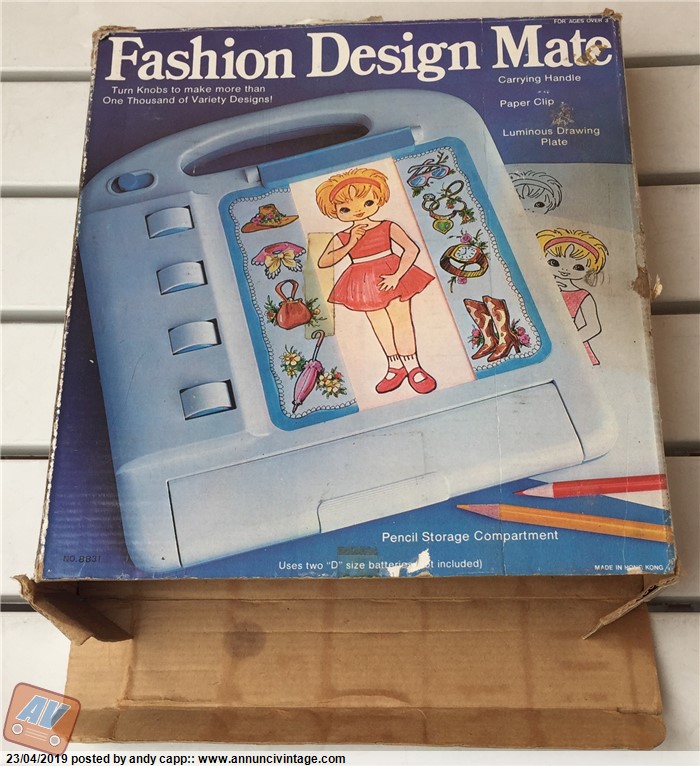 FOR AGES OVER 3
Fashion Design Mate
Turn Knobs to make more than
One Thousand of Variety Designs!
Carrying Handle
Paper Clip
Luminous Drawing
Plate
Pencil Storage Compartment
NO.8831
Uses two "D" size batteries not included)
MADE IN HONG KONG
AV
23/04/2019 posted by andy capp:: www.annuncivintage.com